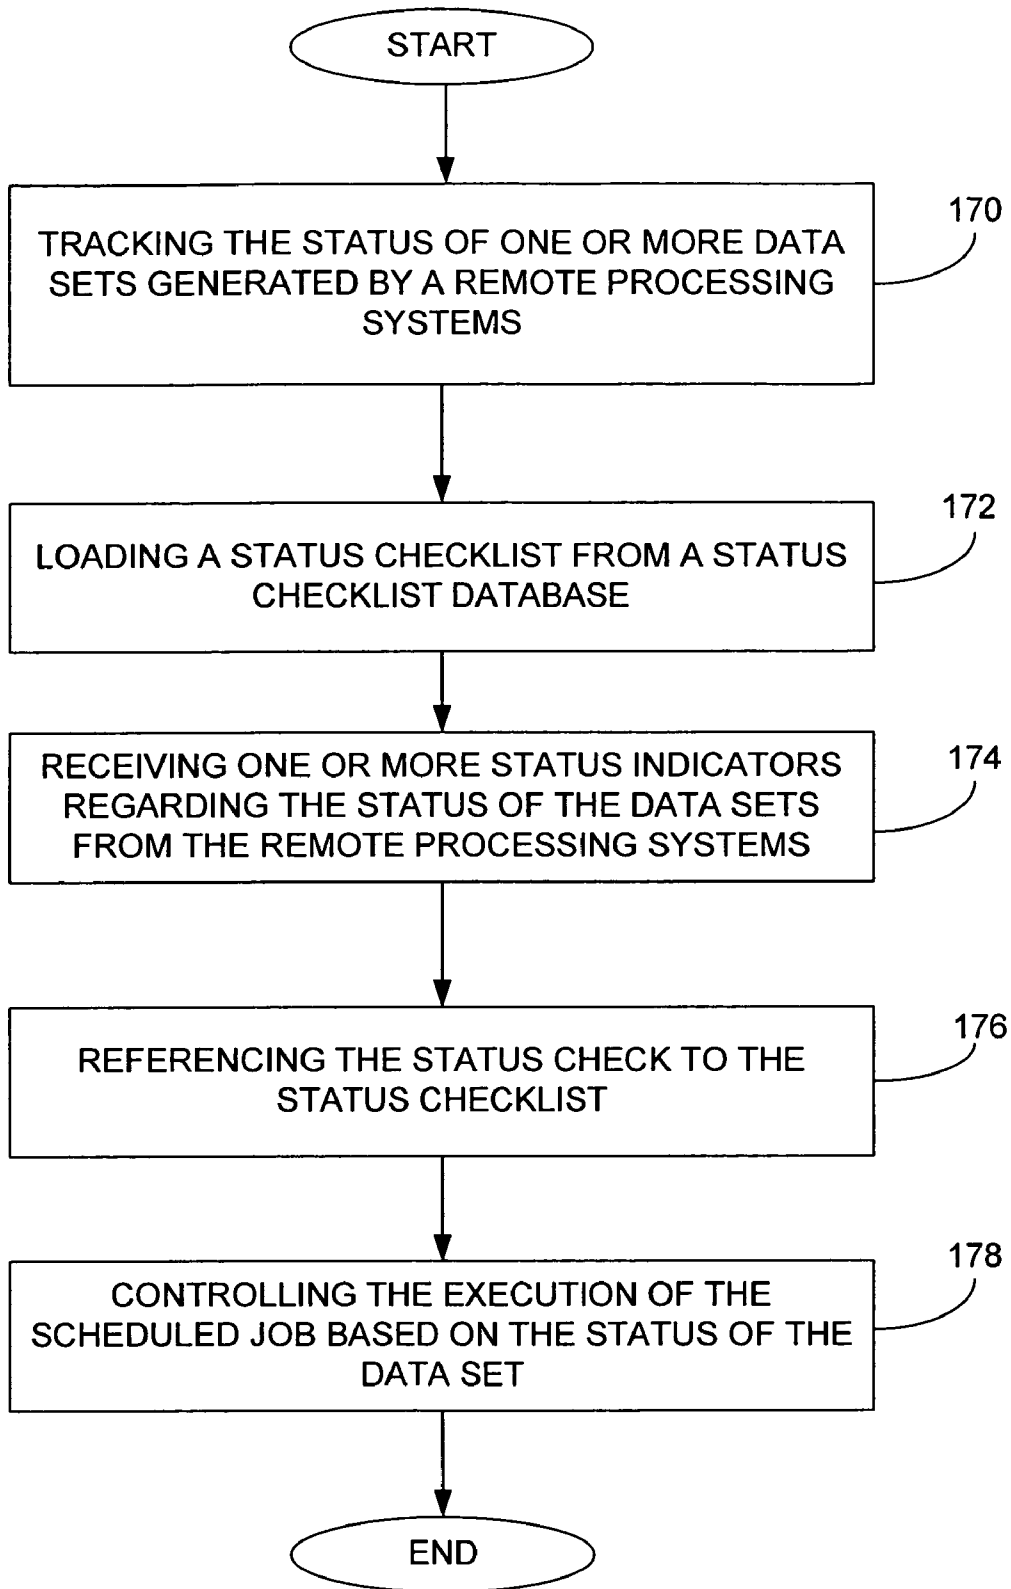 START
170
TRACKING THE STATUS OF ONE OR MORE DATA
SETS GENERATED BY A REMOTE PROCESSING
SYSTEMS
172
LOADING A STATUS CHECKLIST FROM A STATUS
CHECKLIST DATABASE
174
RECEIVING ONE OR MORE STATUS INDICATORS
REGARDING THE STATUS OF THE DATA SETS
FROM THE REMOTE PROCESSING SYSTEMS
176
REFERENCING THE STATUS CHECK TO THE
STATUS CHECKLIST
178
CONTROLLING THE EXECUTION OF THE
SCHEDULED JOB BASED ON THE STATUS OF THE
DATA SET
END